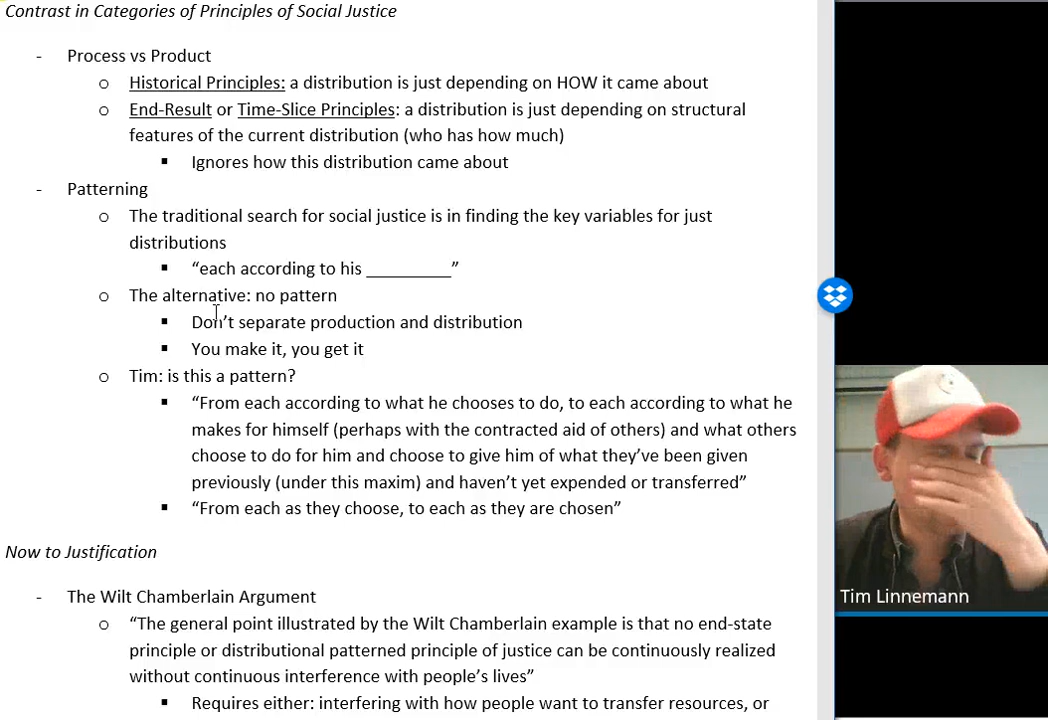 Contrast in Categories of Principles of Social Justice
- Process vs Product
o Historical Principles: a distribution is just depending on HOW it came about
o End-Result or Time-Slice Principles: a distribution is just depending on structural
features of the current distribution (who has how much)
▪ Ignores how this distribution came about
- Patterning
o The traditional search for social justice is in finding the key variables for just
distributions
▪ “each according to his _________”
o The alternative: no pattern
▪ Don’t separate production and distribution
▪ You make it, you get it
o Tim: is this a pattern?
▪ “From each according to what he chooses to do, to each according to what he
makes for himself (perhaps with the contracted aid of others) and what others
choose to do for him and choose to give him of what they’ve been given
previously (under this maxim) and haven’t yet expended or transferred”
▪ “From each as they choose, to each as they are chosen”
Now to Justification
- The Wilt Chamberlain Argument
o “The general point illustrated by the Wilt Chamberlain example is that no end-state
principle or distributional patterned principle of justice can be continuously realized
without continuous interference with people’s lives”
▪ Requires either: interfering with how people want to transfer resources, or
Tim Linnemann